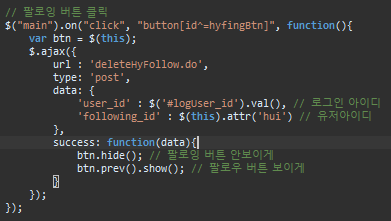 // 팔로잉 버튼 클릭
$("main").on("click", "button[id^=hyfingBtn]", function(){
    var btn = $(this);
    $.ajax({
        url : 'deleteHyFollow.do',
        type: 'post',
        data: {
            'user_id' : $('#logUser_id').val(), // 로그인 아이디
            'following_id' : $(this).attr('hui') // 유저아이디
        },
        success: function(data){
            btn.hide(); // 팔로잉 버튼 안보이게
            btn.prev().show(); // 팔로우 버튼 보이게
        }
    });
});